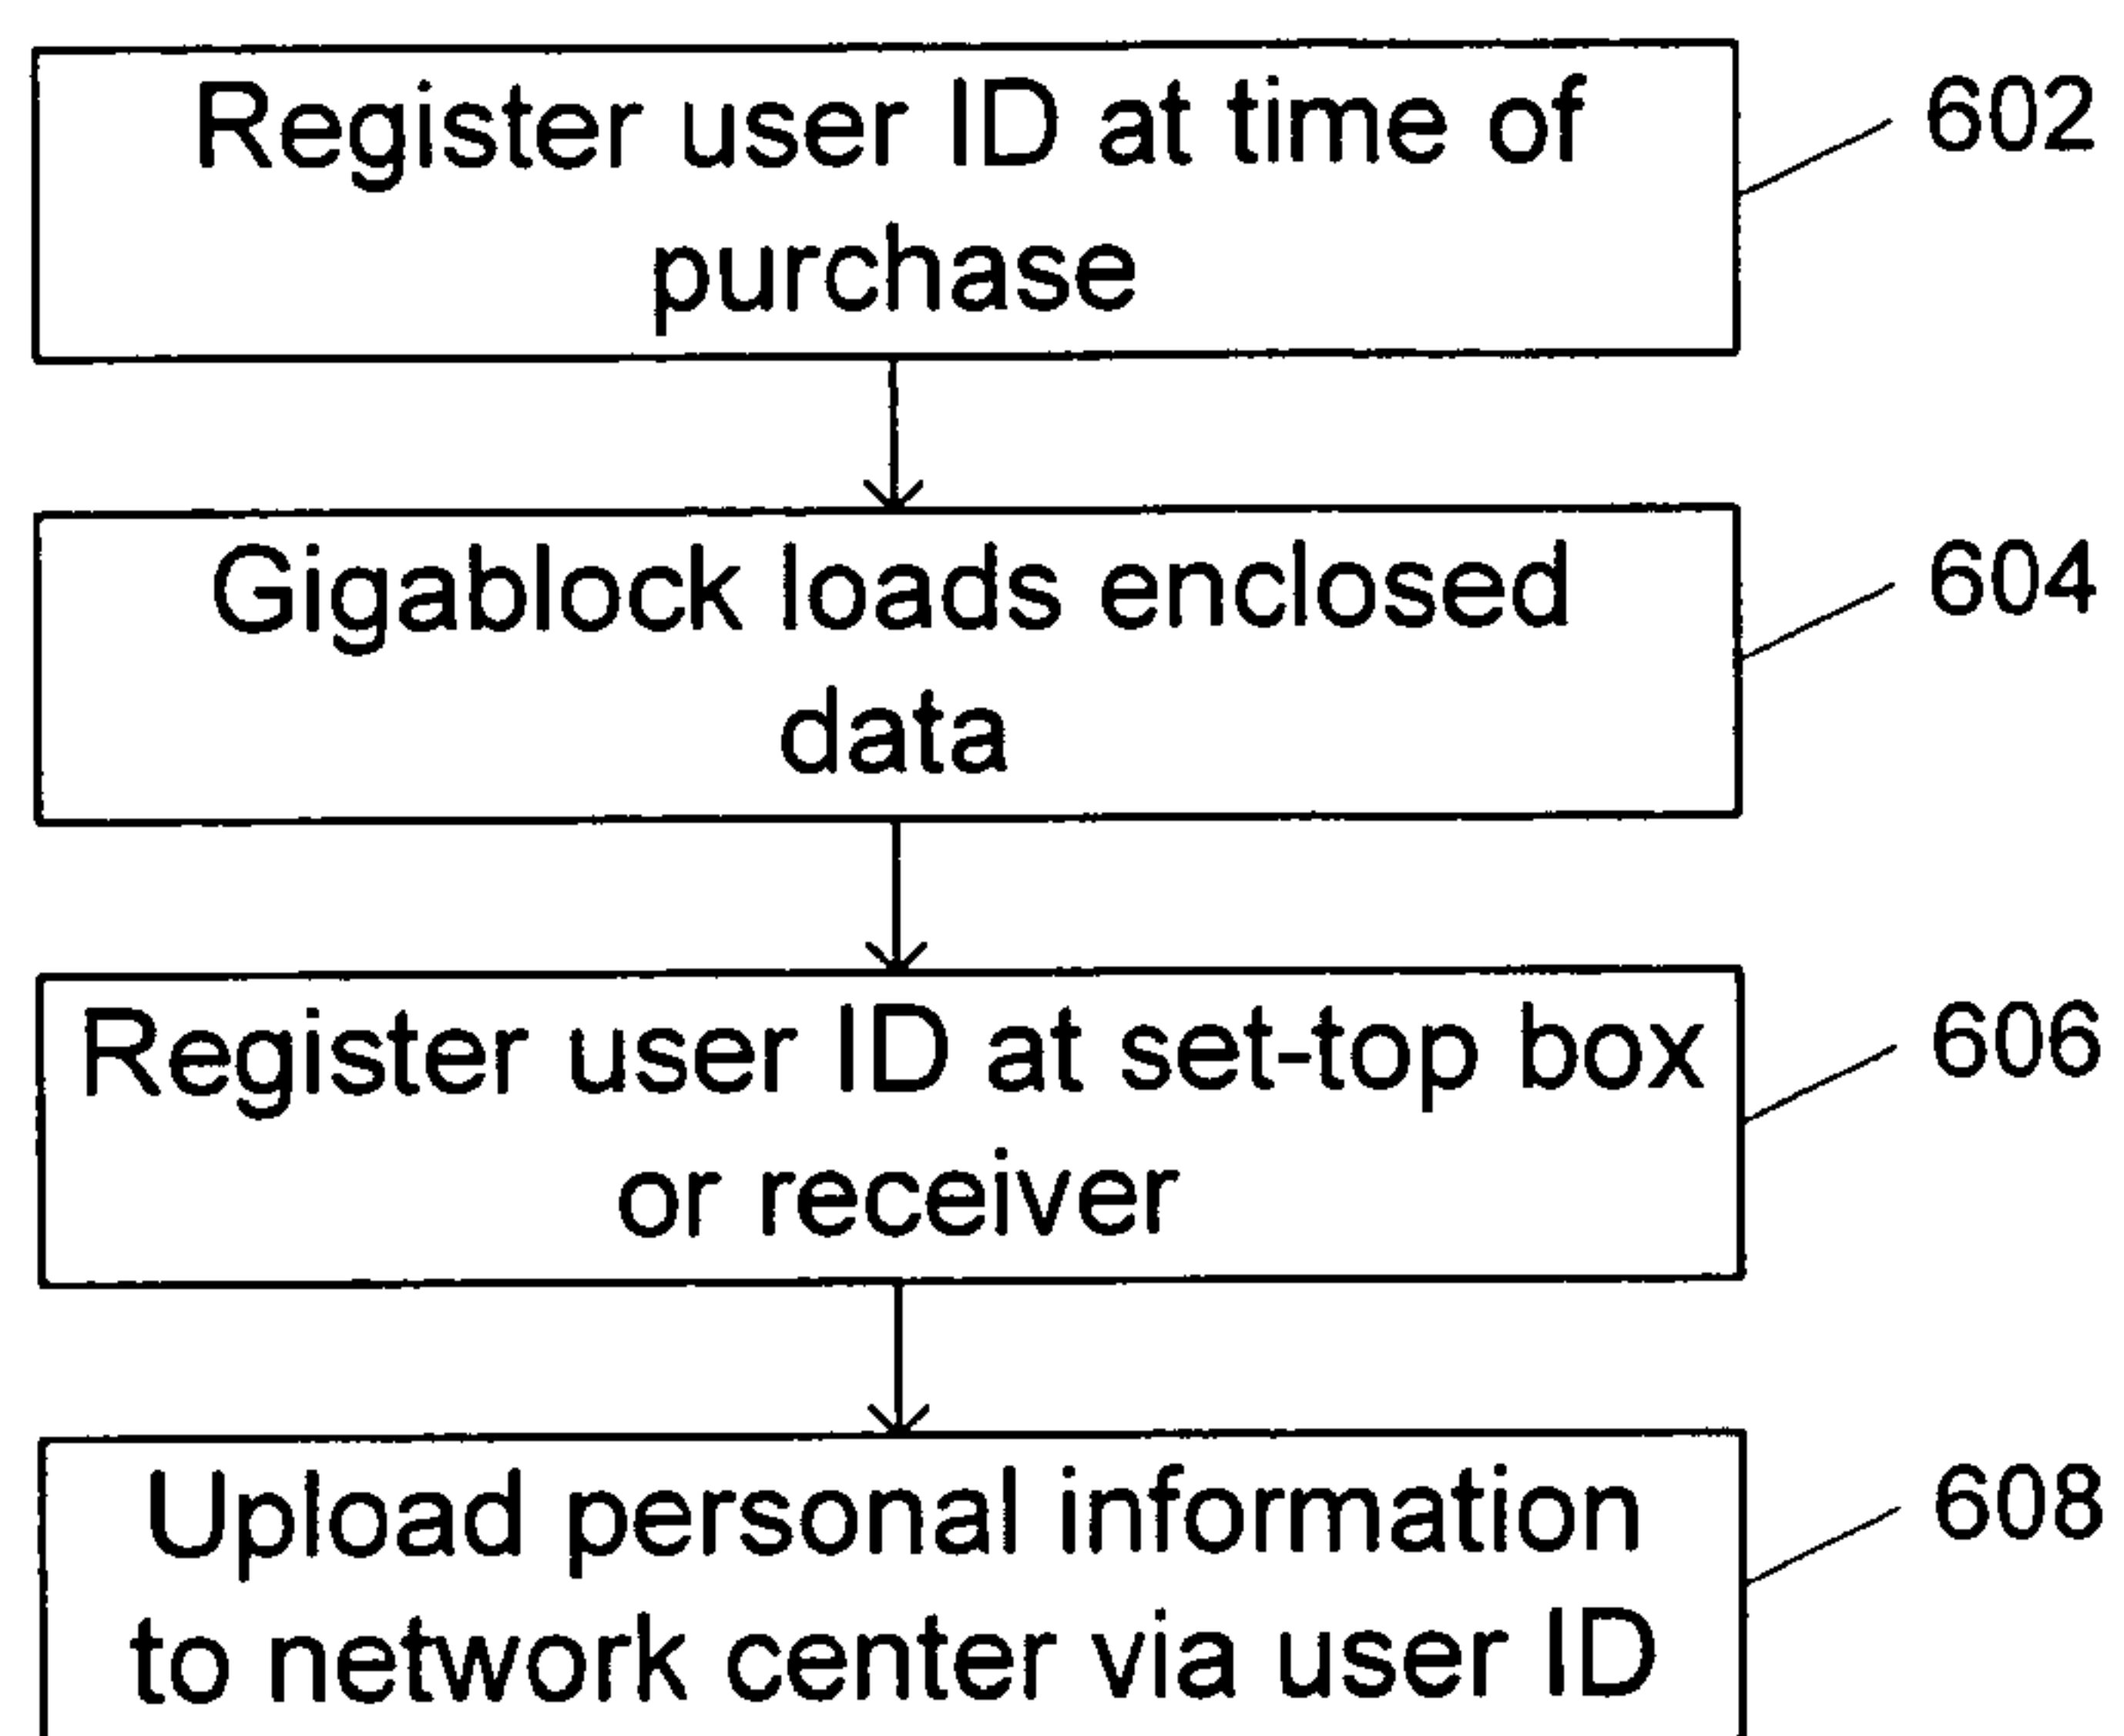 Register user ID at time of
purchase
602
Gigablock loads enclosed
data
604
Register user ID at set-top box
or receiver
606
Upload personal information
to network center via user ID
608